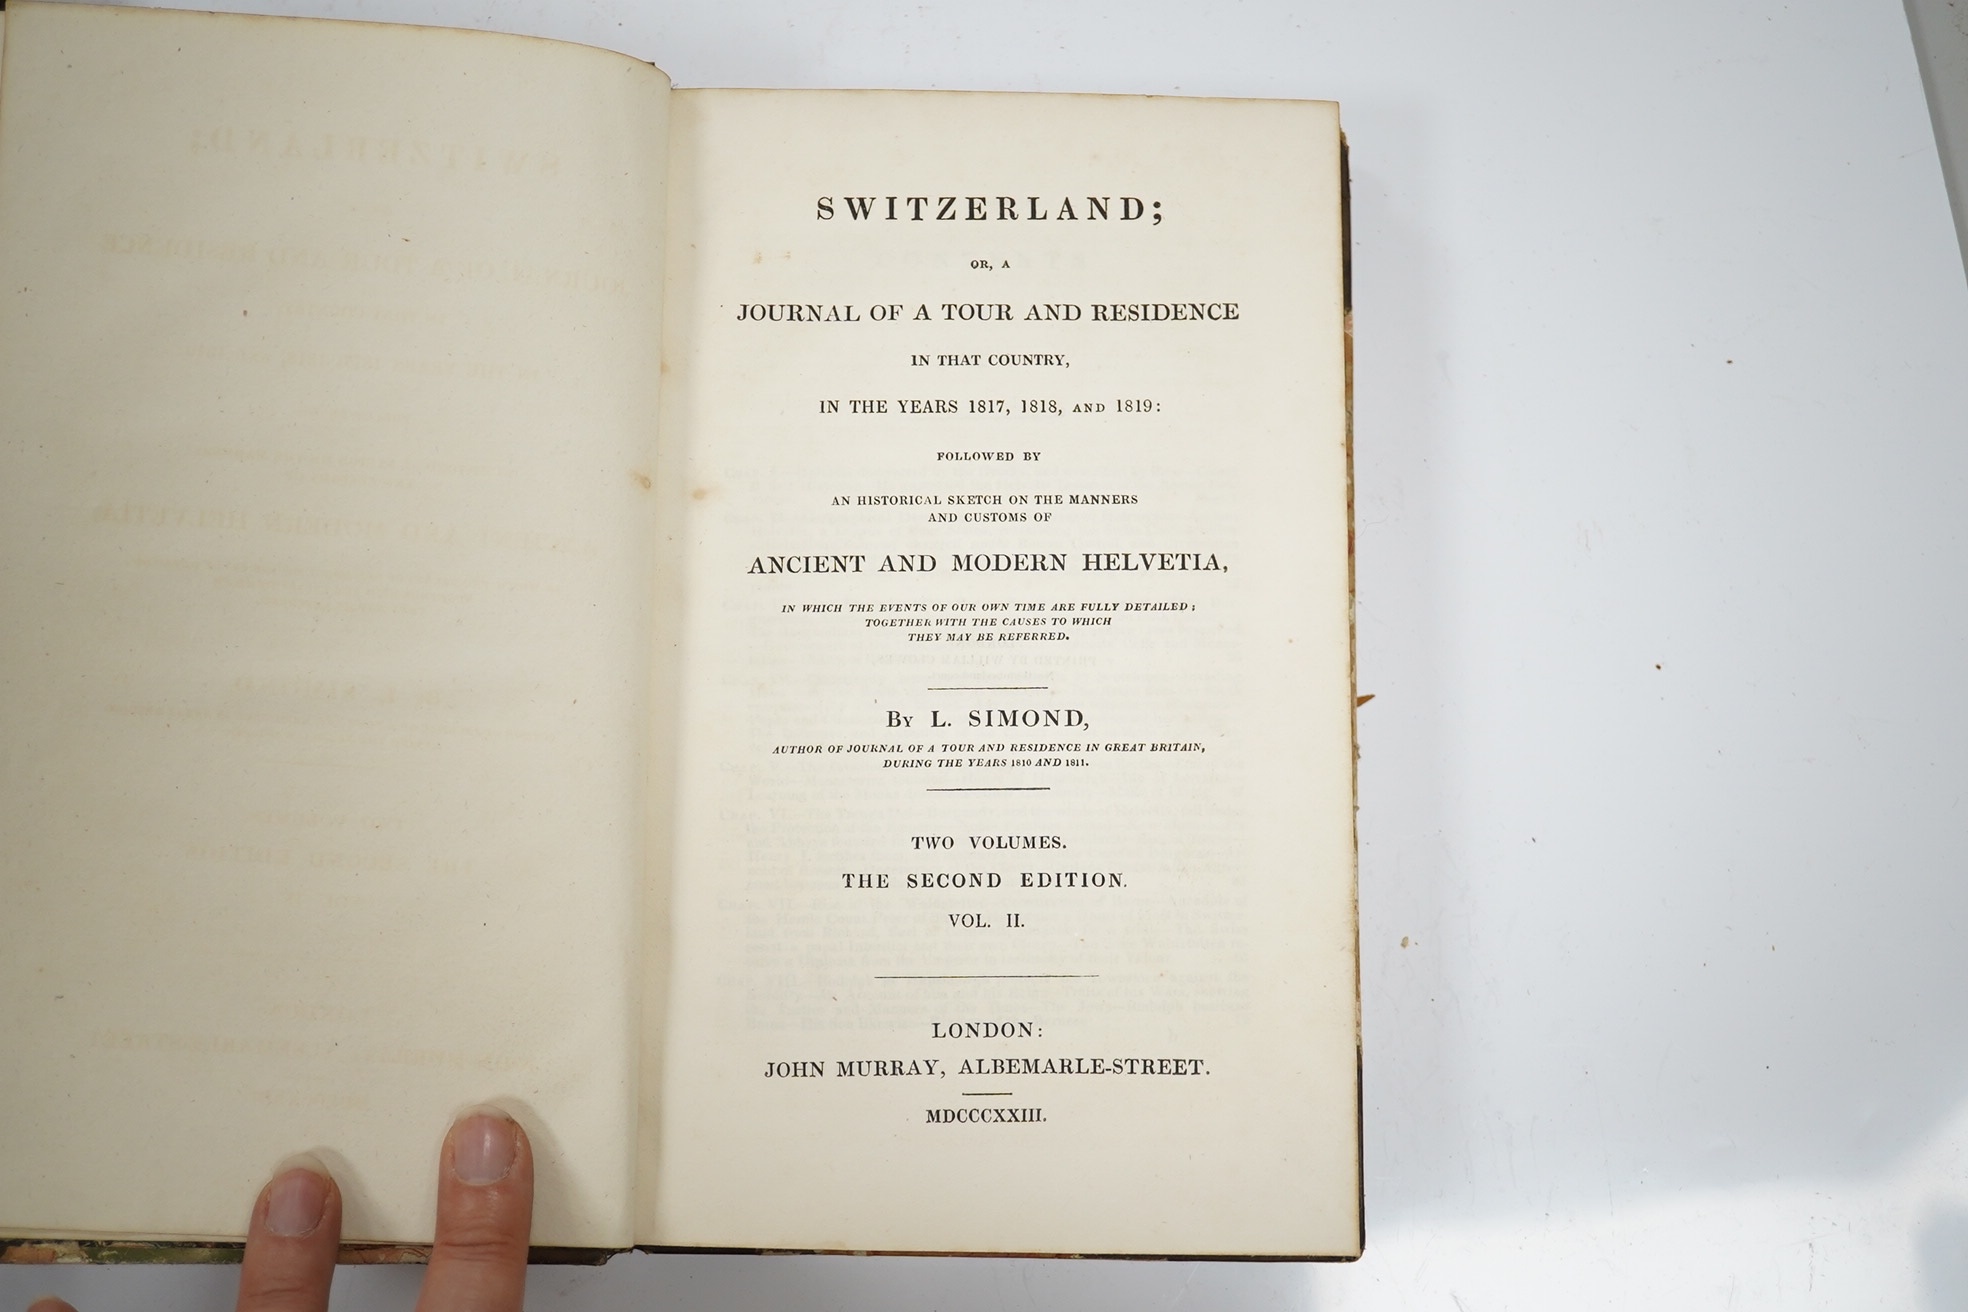 SWITZERLAND;
OR, A
JOURNAL OF A TOUR AND RESIDENCE
IN THAT COUNTRY,
IN THE YEARS 1817, 1818, AND 1819:
FOLLOWED BY
AN HISTORICAL SKETCH ON THE MANNERS
AND CUSTOMS OF
ANCIENT AND MODERN HELVETIA,
IN WHICH THE EVENTS OF OUR OWN TIME ARE FULLY DETAILED;
TOGETHER WITH THE CAUSES TO WHICH
THEY MAY BE REFERRED.
By L. SIMOND,
AUTHOR OF JOURNAL OF A TOUR AND RESIDENCE IN GREAT BRITAIN,
DURING THE YEARS 1810 AND 1811.
TWO VOLUMES.
THE SECOND EDITION.
VOL. II.
LONDON:
JOHN MURRAY, ALBEMARLE-STREET.
MDCCCXXIII.